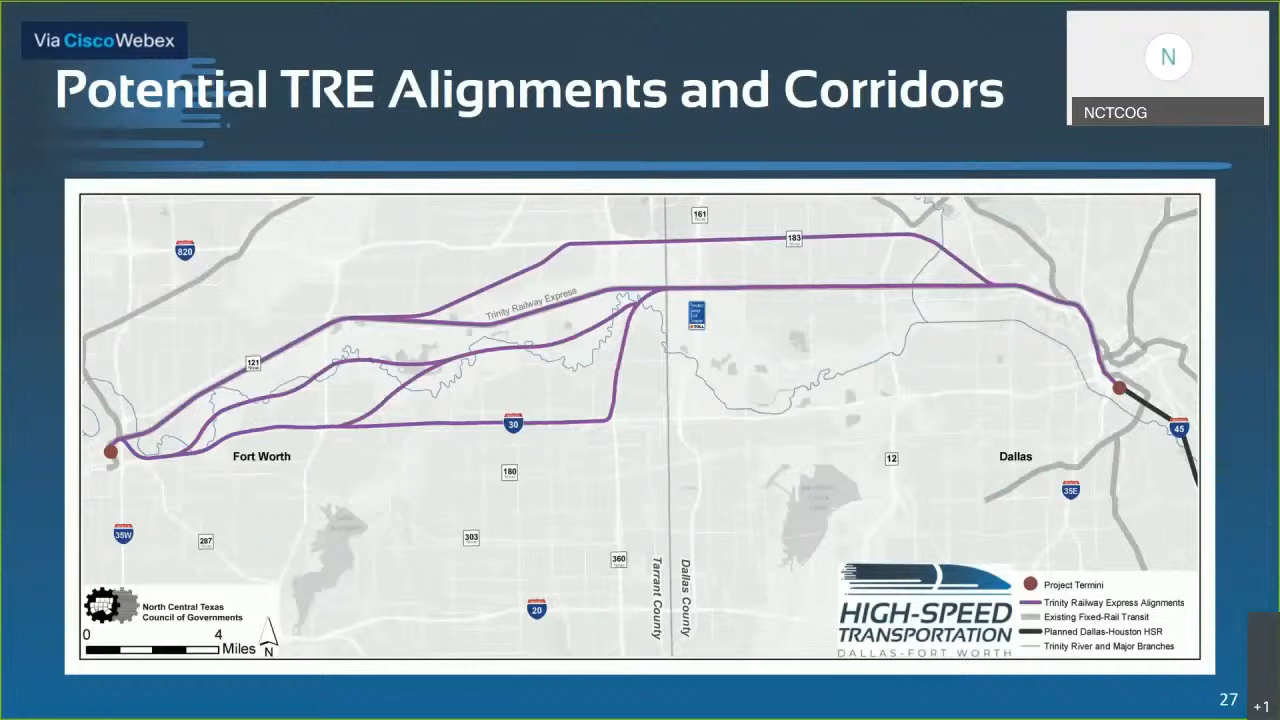 Via Cisco Webex
Potential TRE Alignments and Corridors
N
NCTCOG
161
820
183
Trinity Railway Express
121
30
45
Fort Worth
180
12
Dallas
35E
35W
287
303
360
20
Tarrant County
Dallas County
North Central Texas
Council of Governments
0 4
Miles
N
HIGH-SPEED
TRANSPORTATION
DALLAS-FORT WORTH
Project Termini
Trinity Railway Express Alignments
Existing Fixed-Rail Transit
Planned Dallas-Houston HSR
Trinity River and Major Branches
27
+1